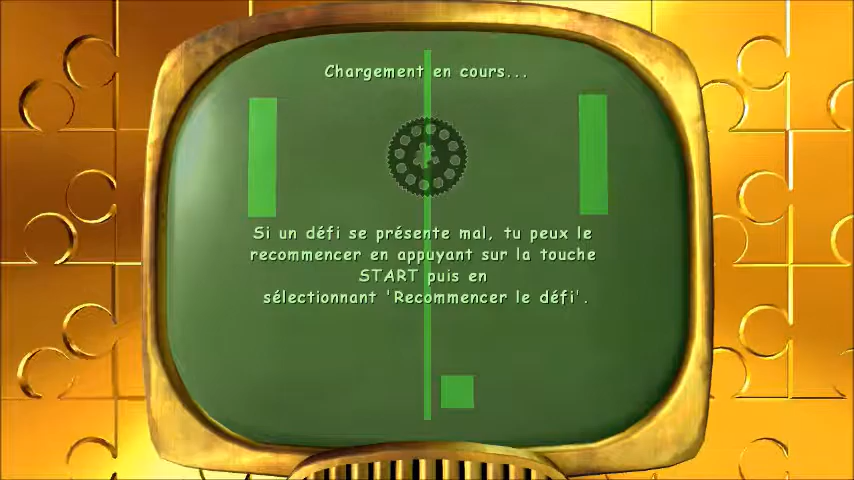 Chargement en cours...
Si un défi se présente mal, tu peux le
recommencer en appuyant sur la touche
START puis en
sélectionnant 'Recommencer le défi'.